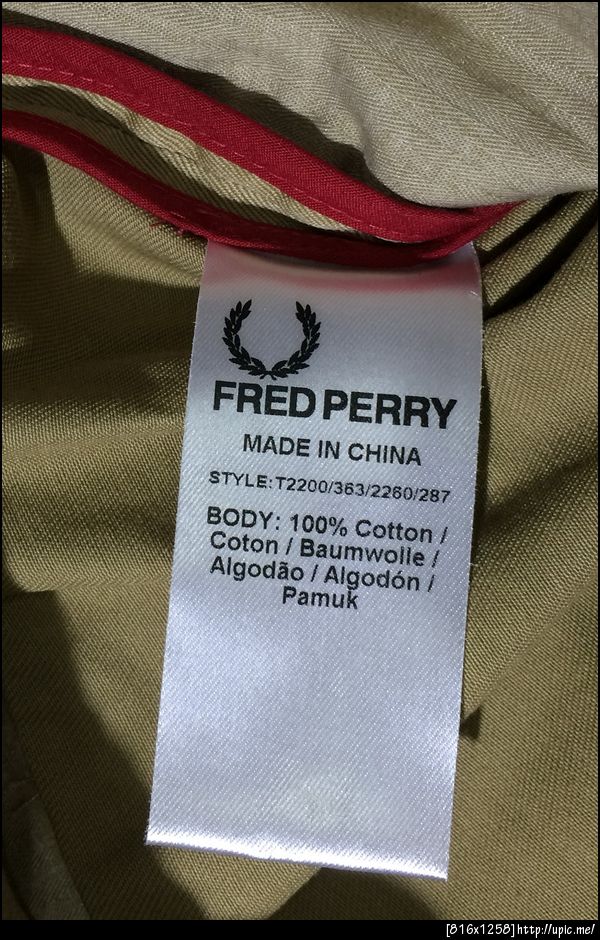 FRED PERRY
MADE IN CHINA
STYLE: T2200/363/2260/287
BODY: 100% Cotton /
Coton / Baumwolle /
Algodão / Algodón /
Pamuk
[816x1258]http://upic.me/